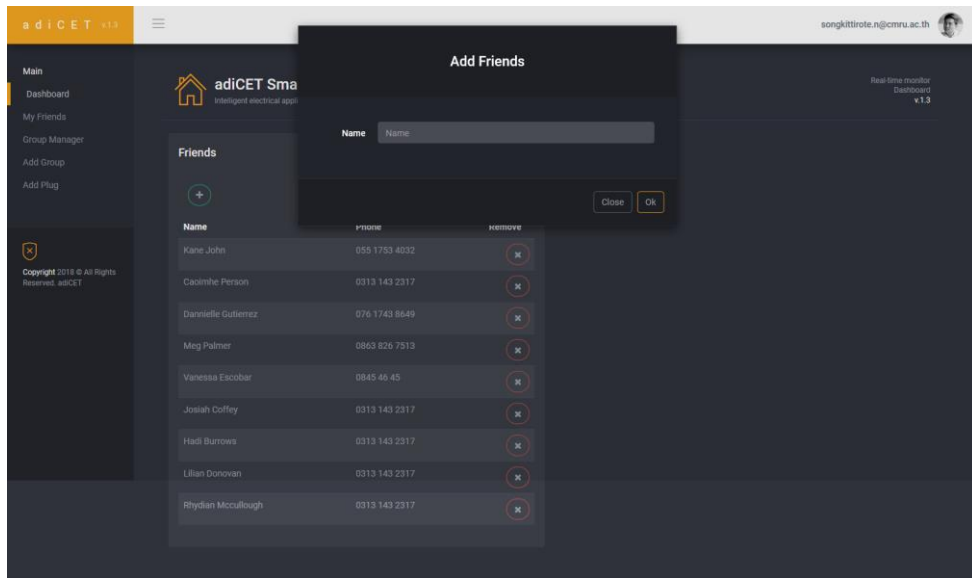 adiCET v.1.3
songkittirote.n@cmru.ac.th
Main
Dashboard
My Friends
Group Manager
Add Group
Add Plug
Copyright 2018 © All Rights
Reserved. adiCET
adiCET Sma
Intelligent electrical appl
Real-time monitor
Dashboard
v.1.3
Add Friends
Name
Name
Close
Ok
Friends
Name Phone Remove
Kane John 055 1753 4032
Caoimhe Person 0313 143 2317
Dannielle Gutierrez 076 1743 8649
Meg Palmer 0863 826 7513
Vanessa Escobar 0845 46 45
Josiah Coffey 0313 143 2317
Hadi Burrows 0313 143 2317
Lilian Donovan 0313 143 2317
Rhydian Mccullough 0313 143 2317